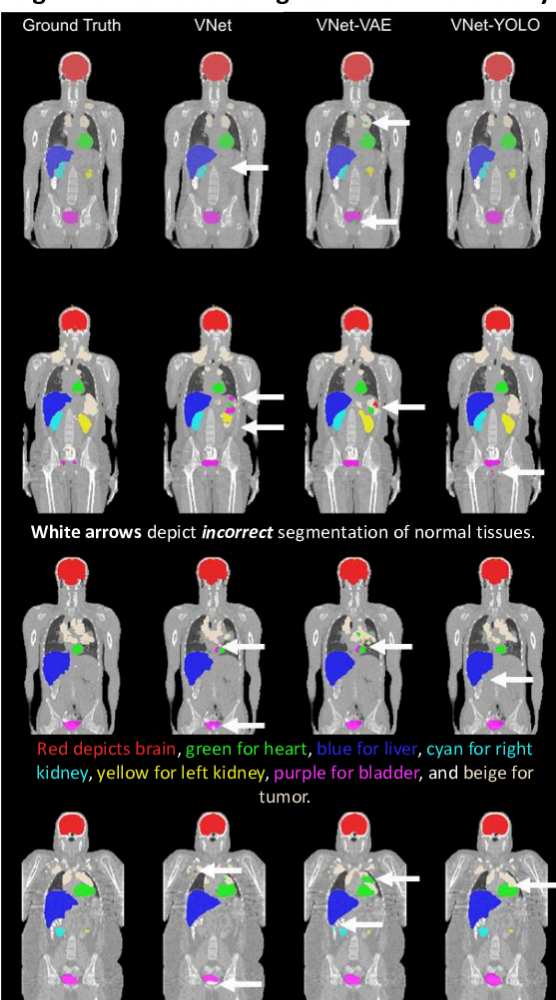 Ground Truth VNet VNet-VAE VNet-YOLO
White arrows depict incorrect segmentation of normal tissues.
Red depicts brain, green for heart, blue for liver, cyan for right
kidney, yellow for left kidney, purple for bladder, and beige for
tumor.